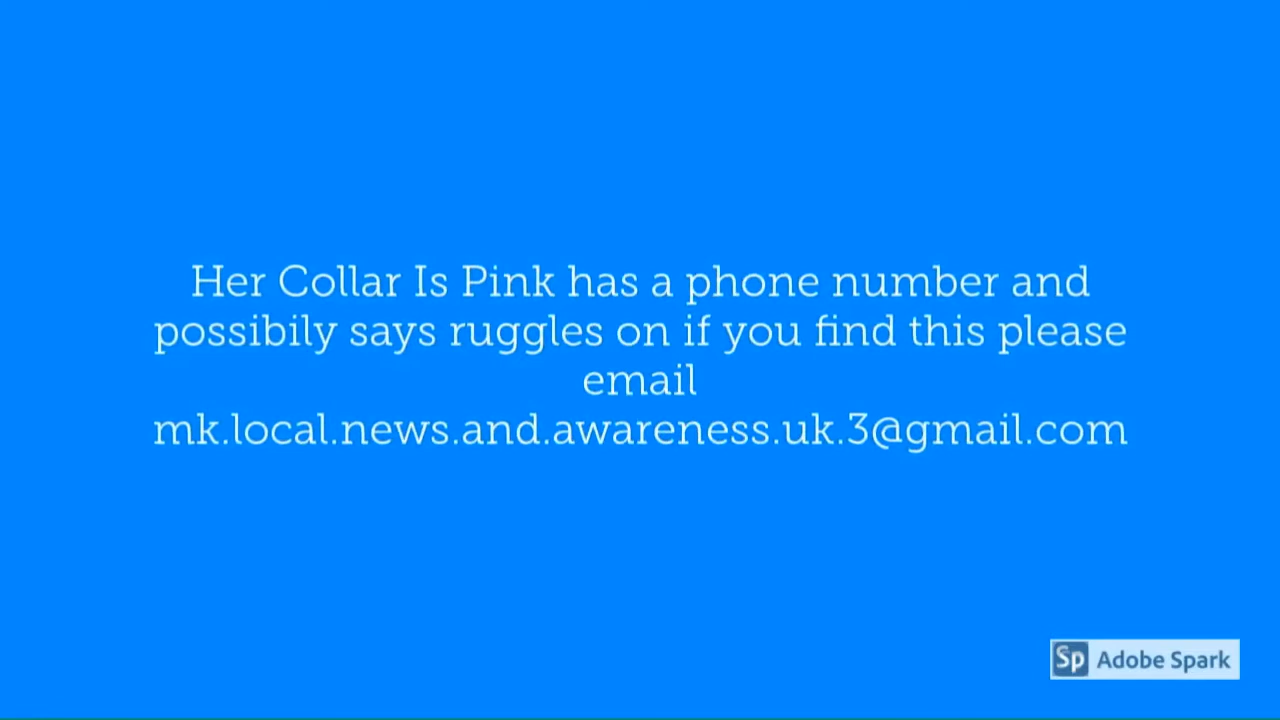 Her Collar Is Pink has a phone number and
possibily says ruggles on if you find this please
email
mk.local.news.and.awareness.uk.3@gmail.com
Sp Adobe Spark